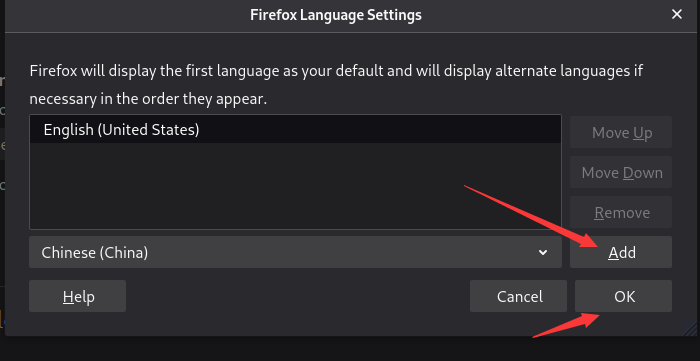 Firefox Language Settings
Firefox will display the first language as your default and will display alternate languages if
necessary in the order they appear.
English (United States)
Move Up
Move Down
Remove
Chinese (China)
Add
Help
Cancel
OK